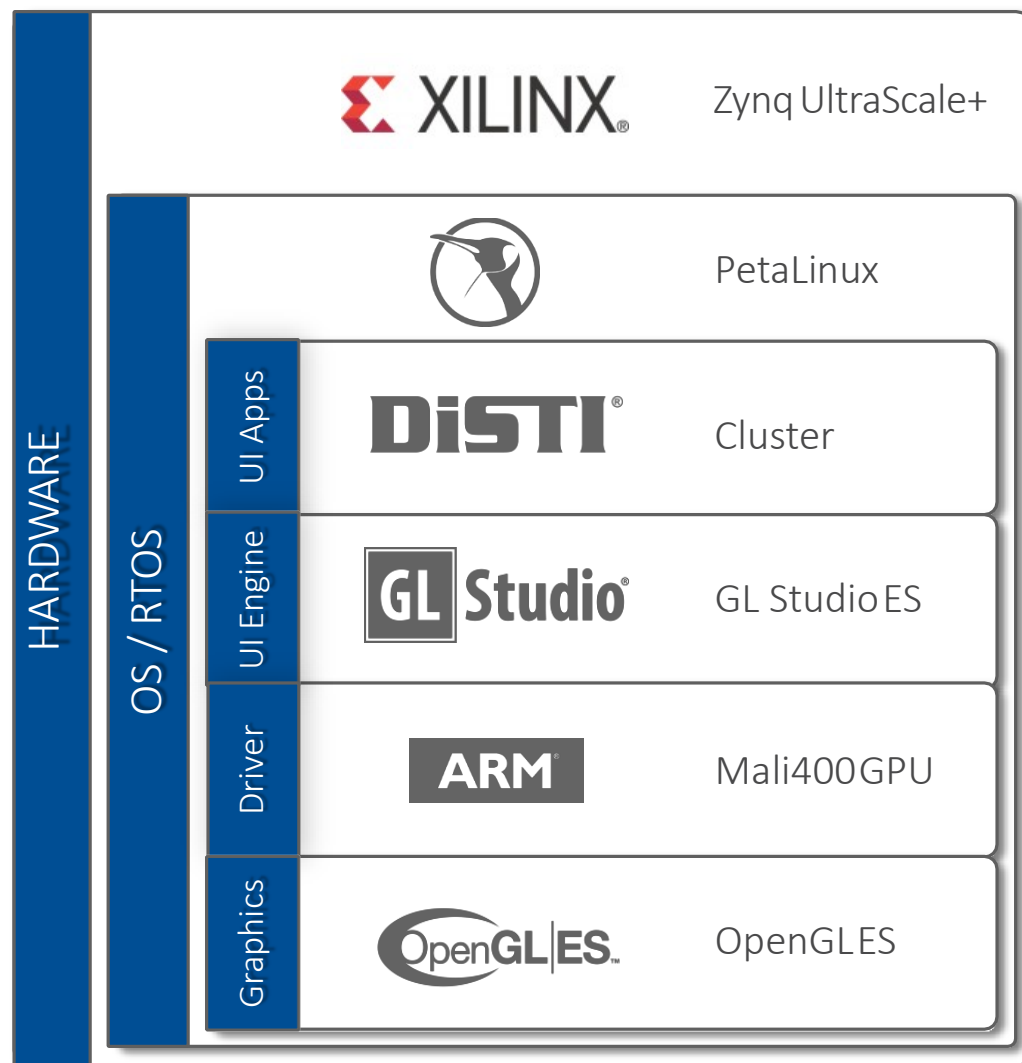 HARDWARE
XILINX®
Zynq UltraScale+
OS / RTOS
PetaLinux
UI Apps
DiSTI®
Cluster
UI Engine
GL Studio®
GL Studio ES
Driver
ARM®
Mali400 GPU
Graphics
OpenGL|ES™
OpenGL ES